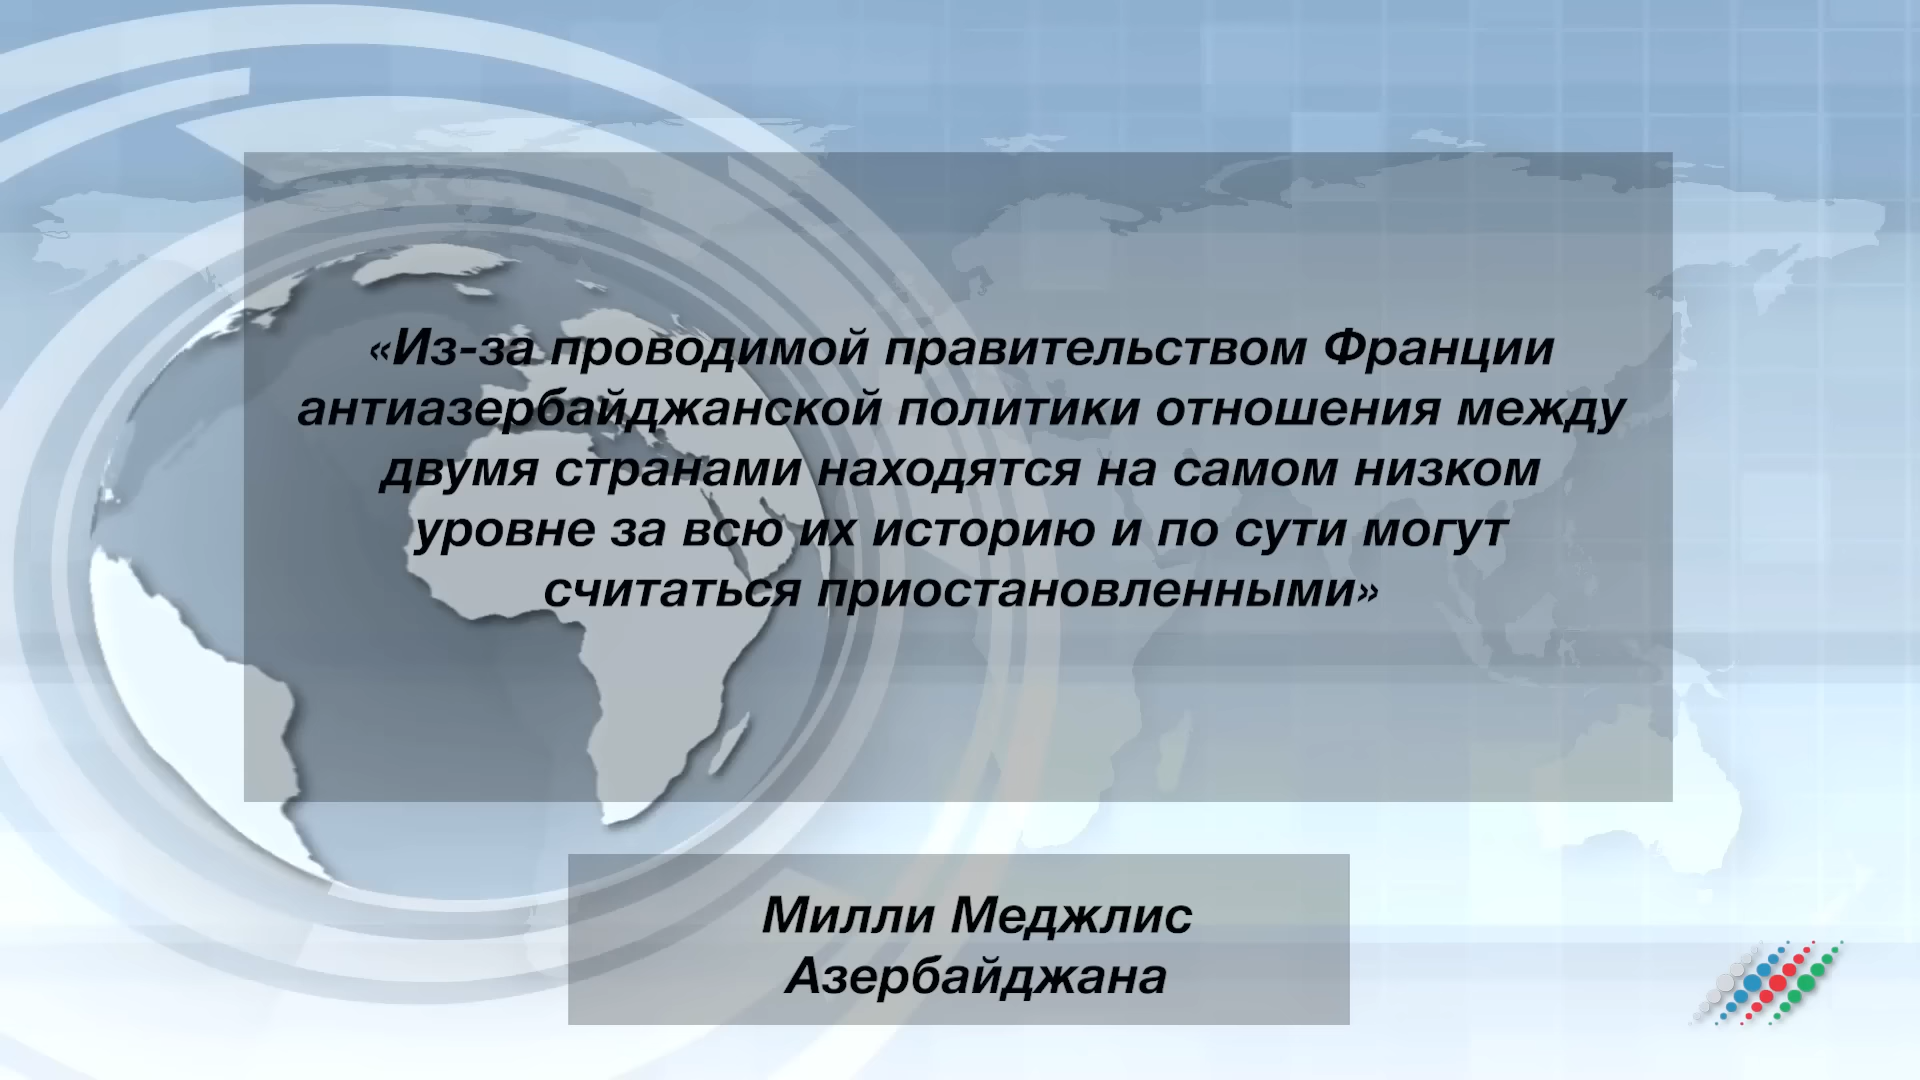 «Из-за проводимой правительством Франции
антиазербайджанской политики отношения между
двумя странами находятся на самом низком
уровне за всю их историю и по сути могут
считаться приостановленными»
Милли Меджлис
Азербайджана